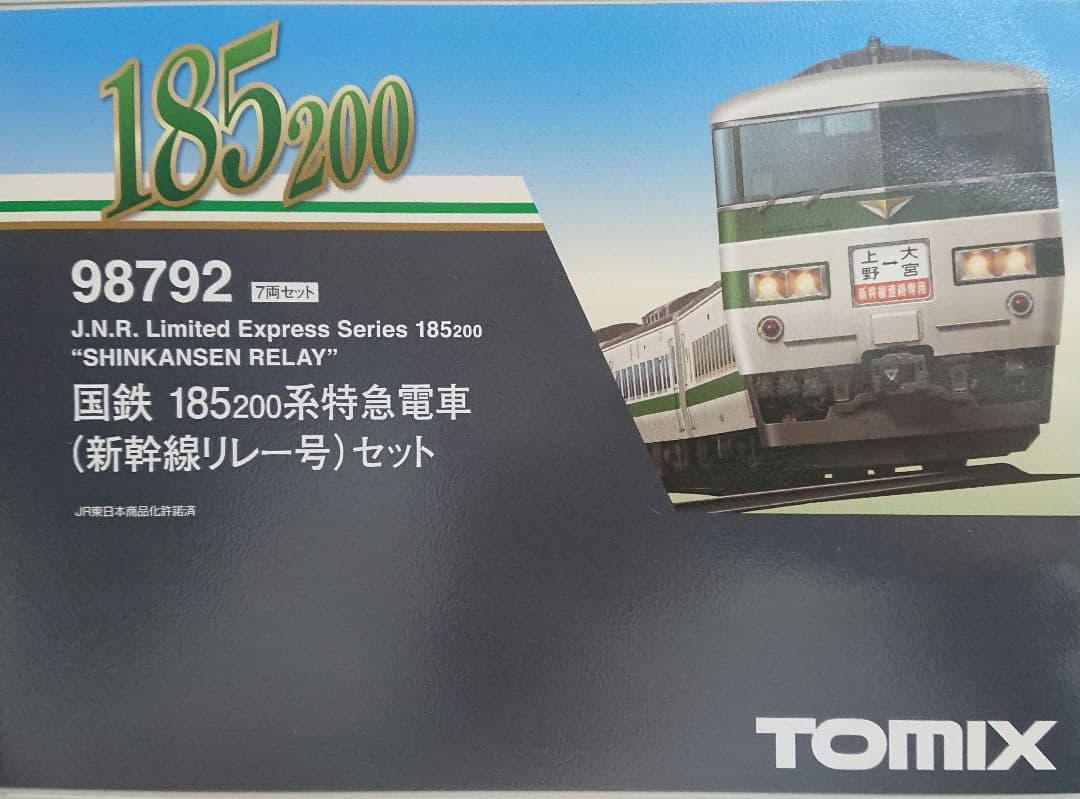 185200
98792 7両セット
J.N.R. Limited Express Series 185200
“SHINKANSEN RELAY”
国鉄 185200系特急電車
(新幹線リレー号)セット
JR東日本商品化許諾済
上野→大宮
新幹線連絡専用
TOMIX